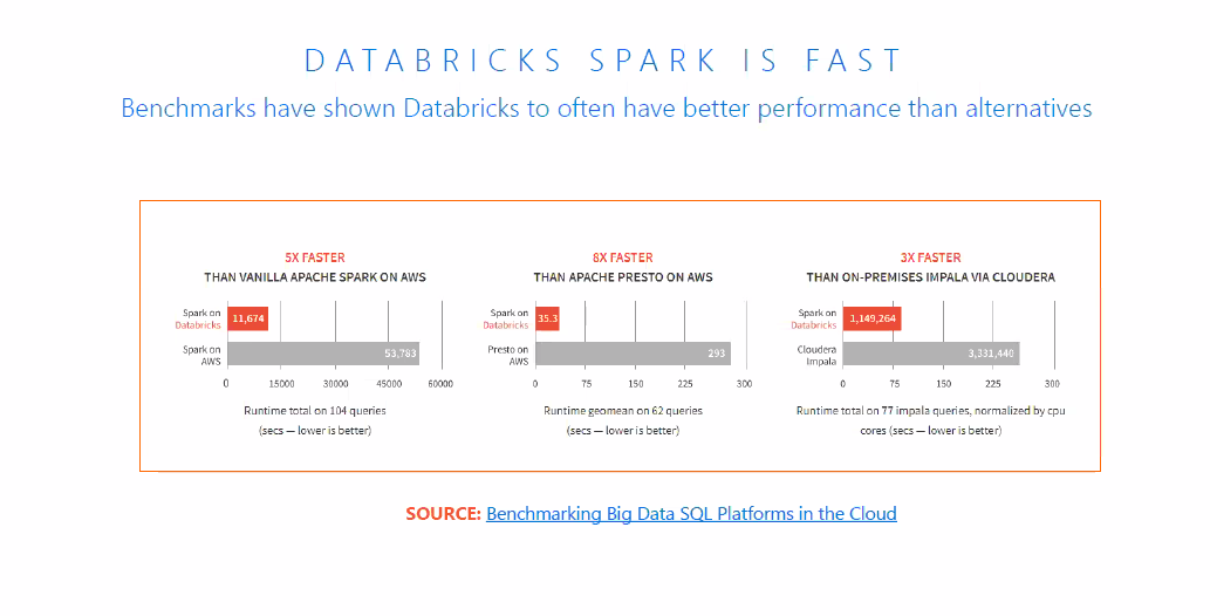 DATABRICKS SPARK IS FAST
Benchmarks have shown Databricks to often have better performance than alternatives
5X FASTER
THAN VANILLA APACHE SPARK ON AWS
Spark on
Databricks
11,674
Spark on
AWS
53,783
0 15000 30000 45000 60000
Runtime total on 104 queries
(secs — lower is better)
8X FASTER
THAN APACHE PRESTO ON AWS
Spark on
Databricks
35.3
Presto on
AWS
293
0 75 150 225 300
Runtime geomean on 62 queries
(secs — lower is better)
3X FASTER
THAN ON-PREMISES IMPALA VIA CLOUDERA
Spark on
Databricks
1,149,264
Cloudera
Impala
3,331,440
0 75 150 225 300
Runtime total on 77 impala queries, normalized by cpu
cores (secs — lower is better)
SOURCE: Benchmarking Big Data SQL Platforms in the Cloud